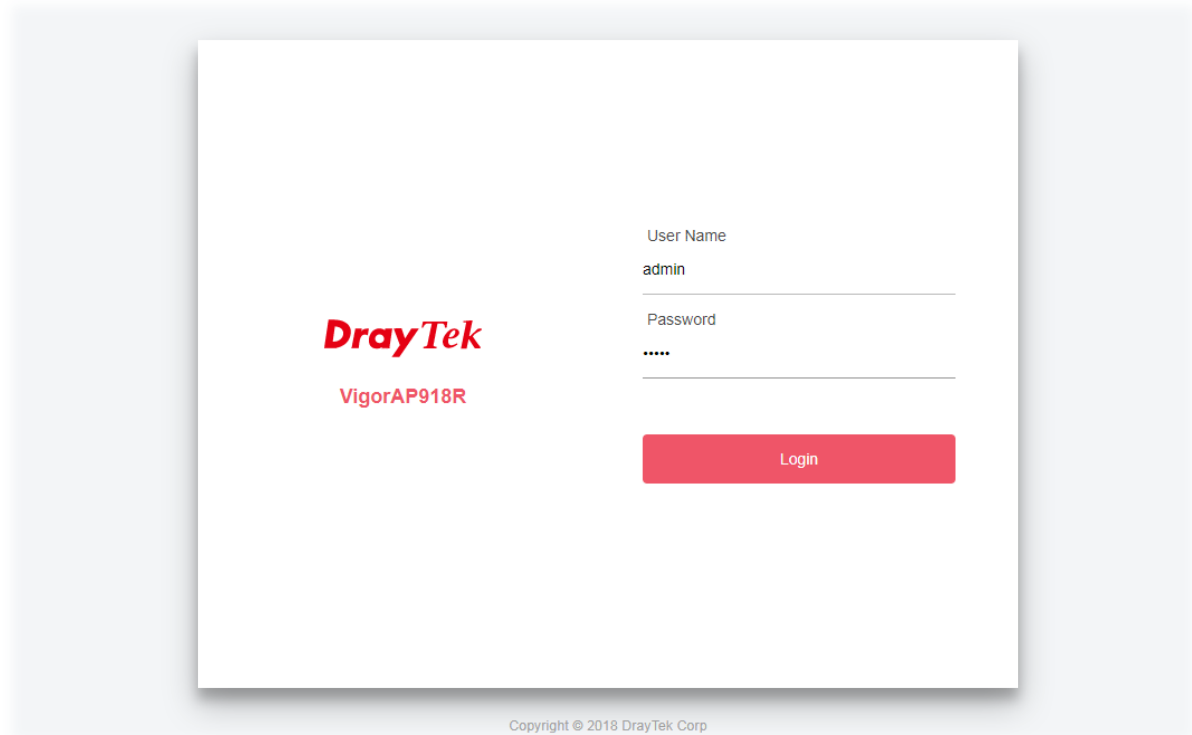 DrayTek
VigorAP918R
User Name
admin
Password
•••••
Login
Copyright © 2018 DrayTek Corp